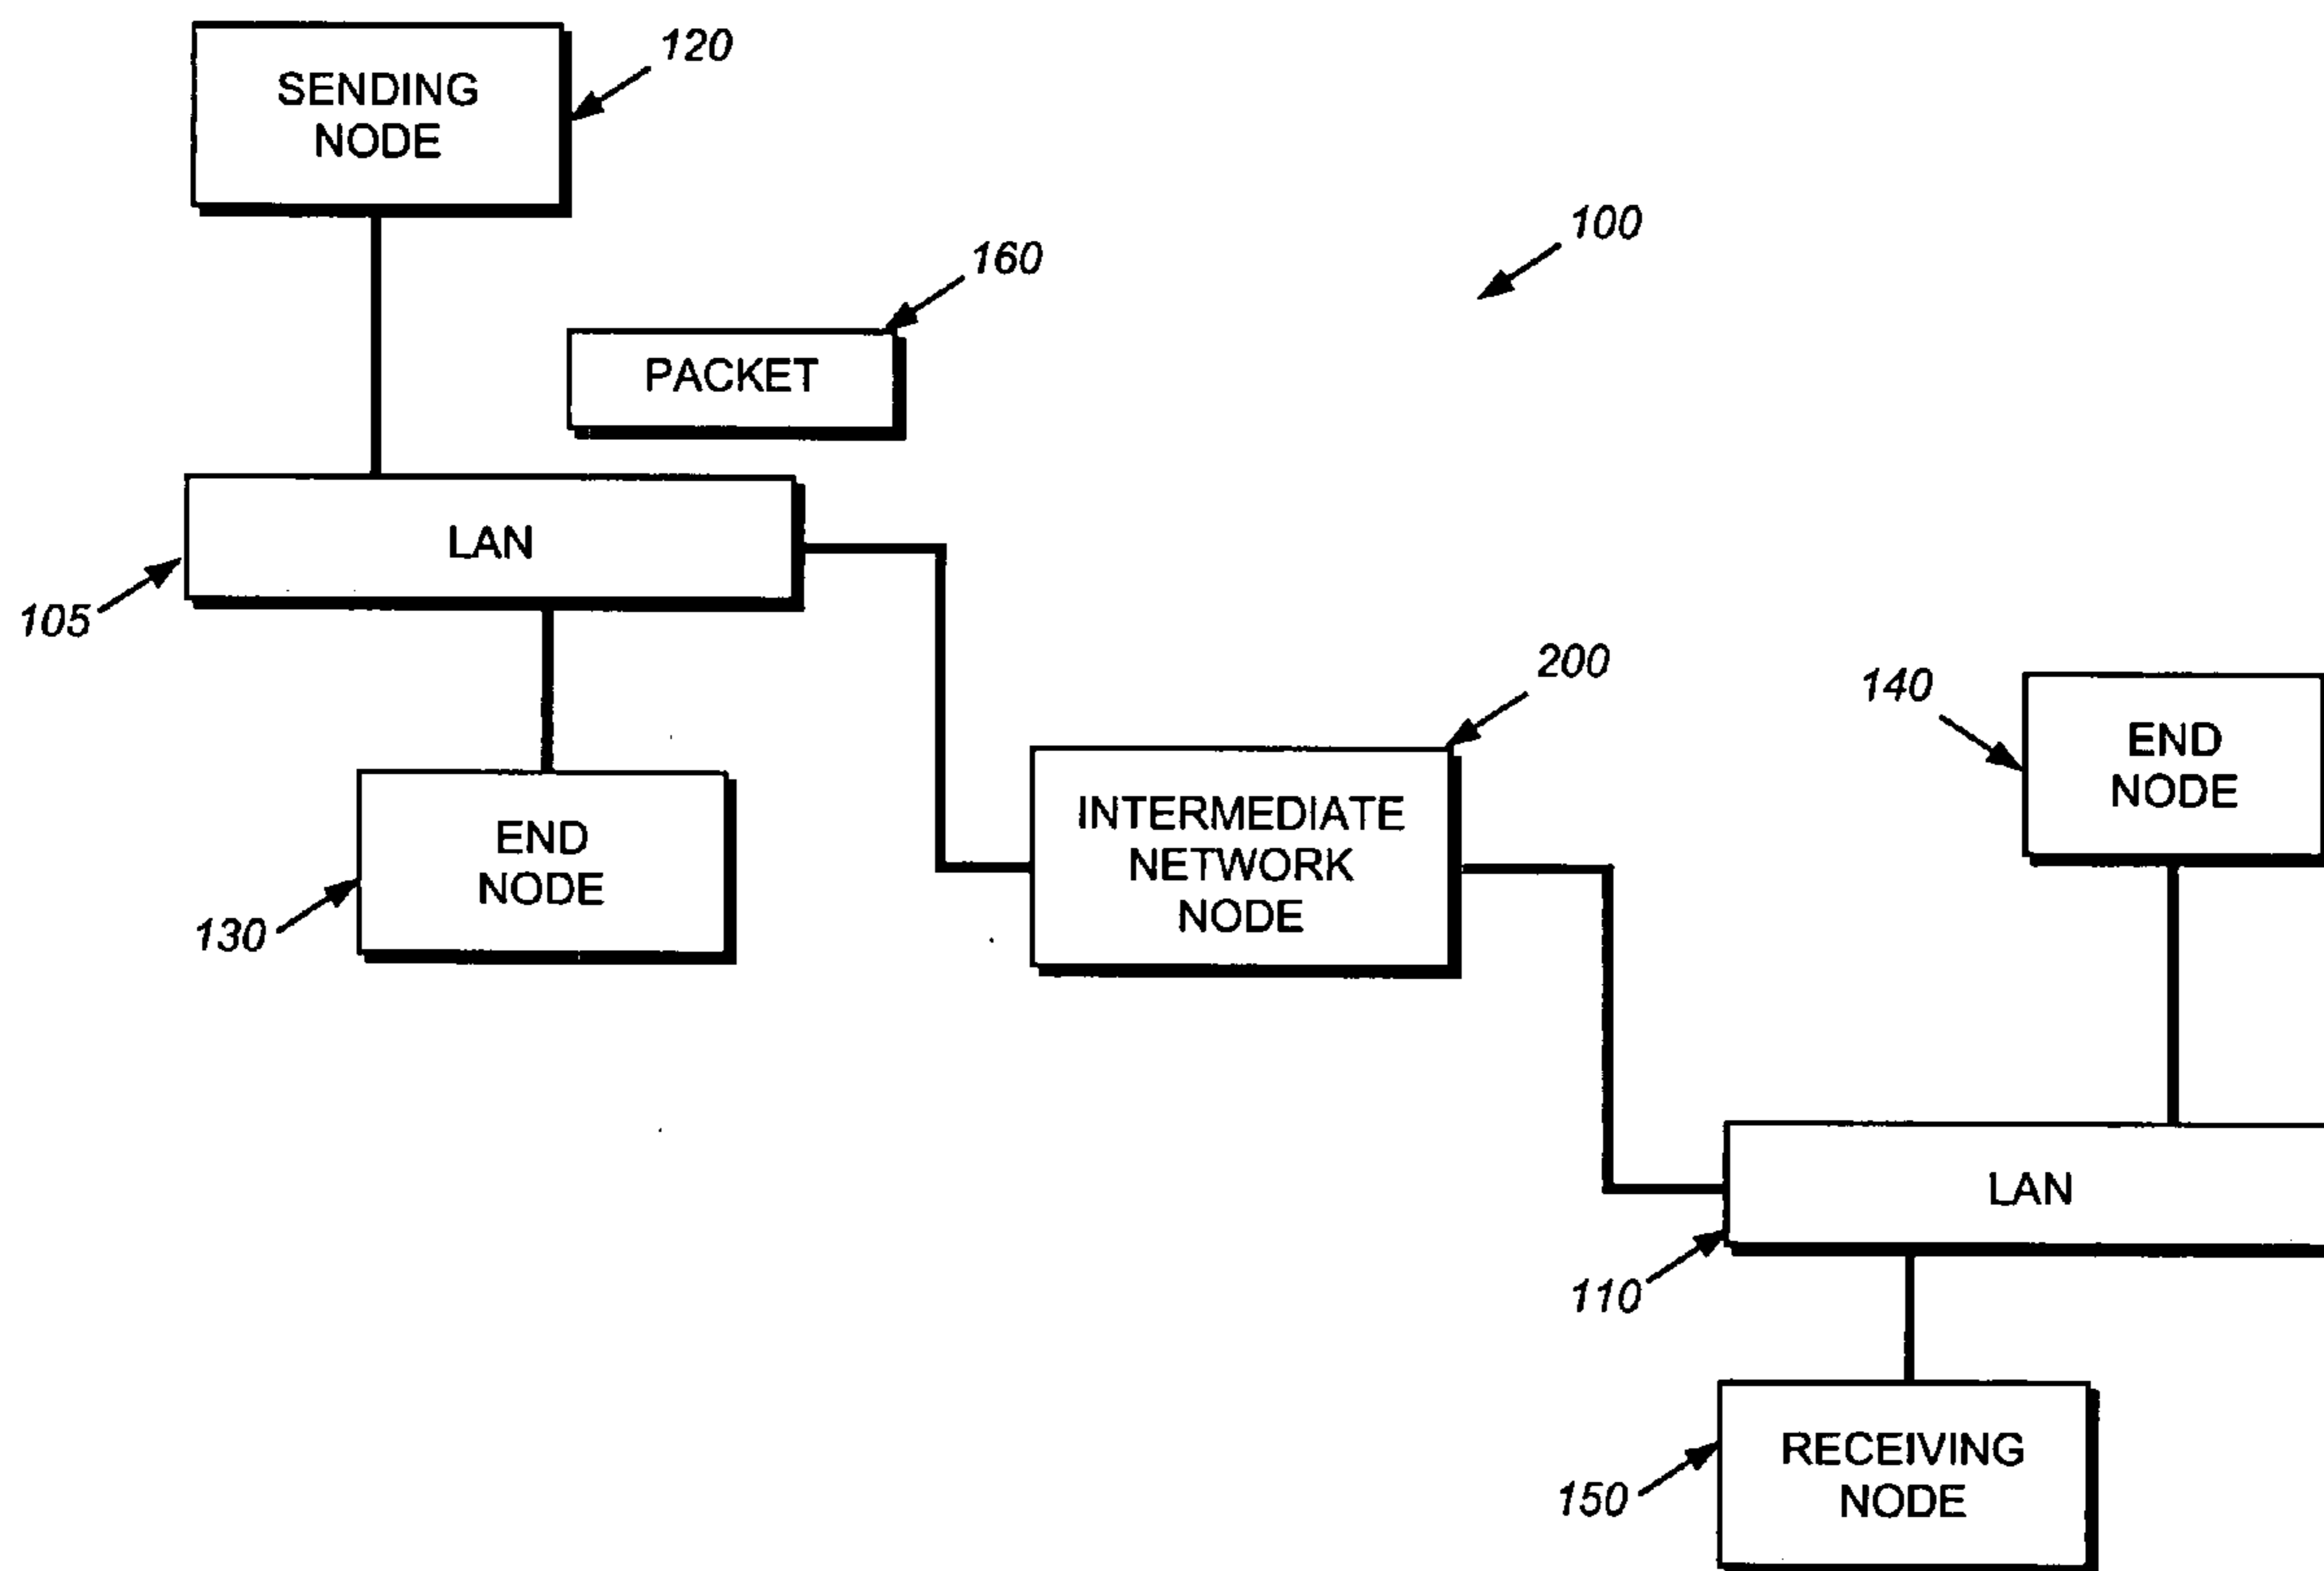 120
SENDING
NODE
100
160
PACKET
LAN
105
200
140
END
NODE
INTERMEDIATE
NETWORK
NODE
END
NODE
130
LAN
110
RECEIVING
NODE
150